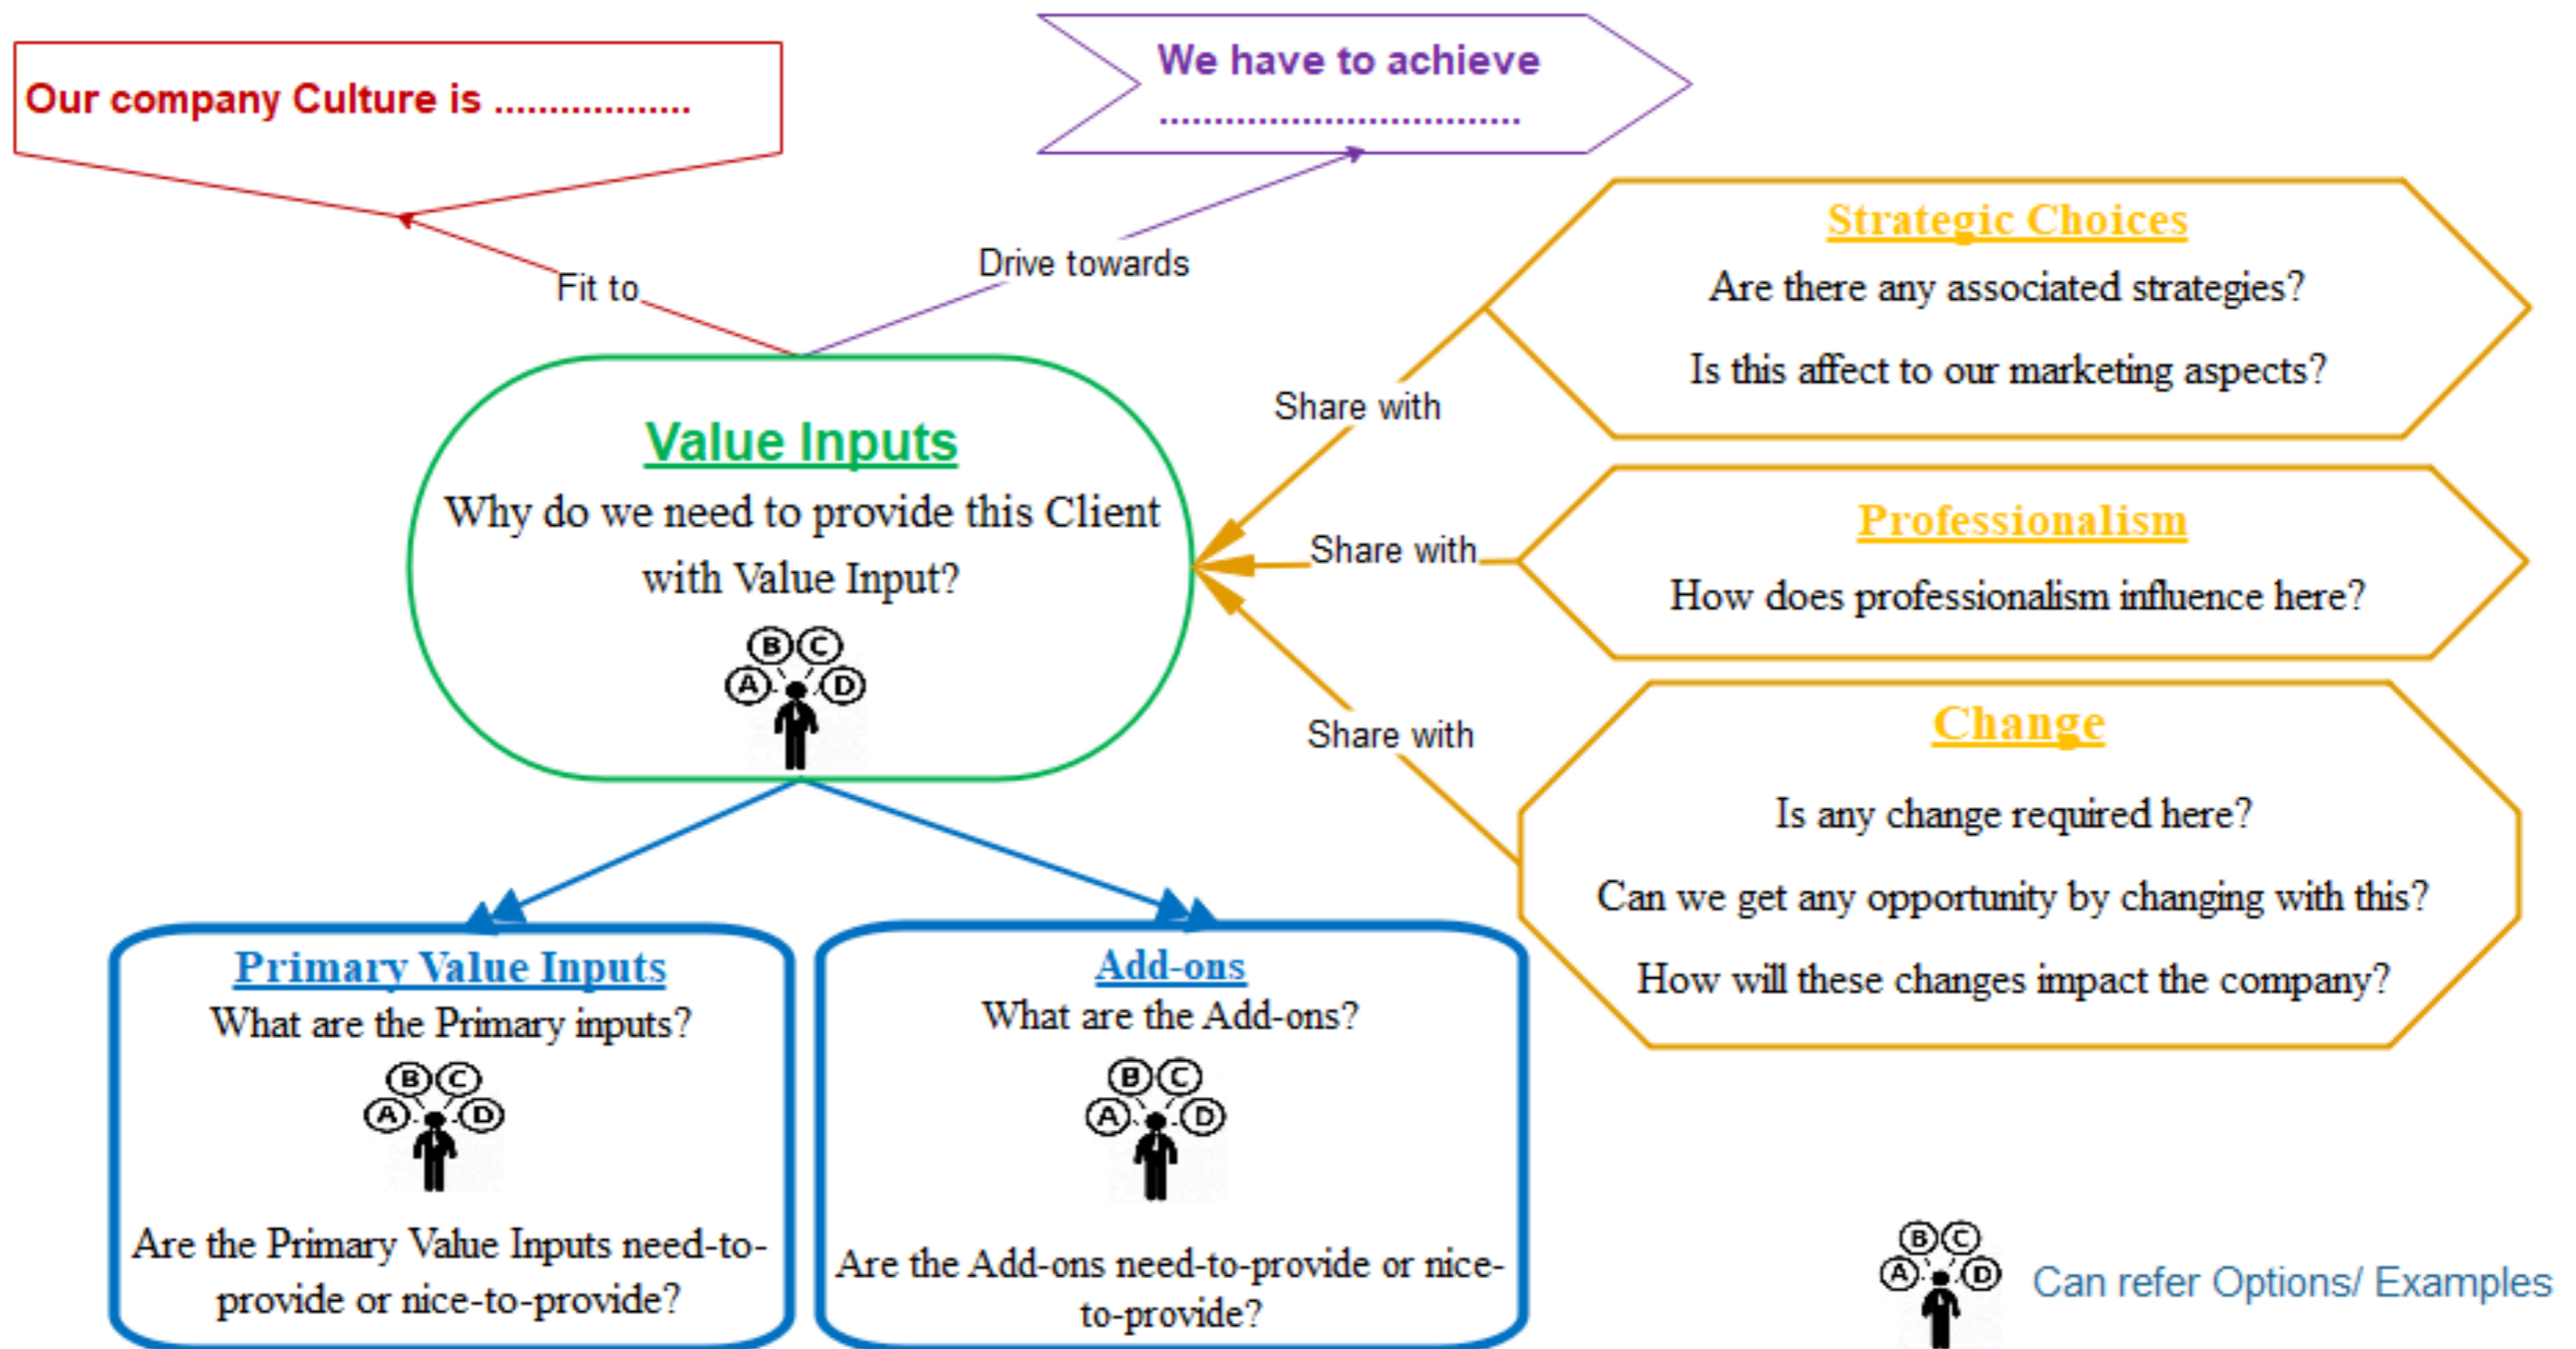 Our company Culture is ..................
We have to achieve
.................................
Fit to
Drive towards
Strategic Choices
Are there any associated strategies?
Is this affect to our marketing aspects?
Share with
Value Inputs
Why do we need to provide this Client
with Value Input?
B C
A D
Share with
Professionalism
How does professionalism influence here?
Share with
Change
Is any change required here?
Can we get any opportunity by changing with this?
How will these changes impact the company?
Primary Value Inputs
What are the Primary inputs?
B C
A D
Are the Primary Value Inputs need-to-
provide or nice-to-provide?
Add-ons
What are the Add-ons?
B C
A D
Are the Add-ons need-to-provide or nice-
to-provide?
B C
A D
Can refer Options/ Examples